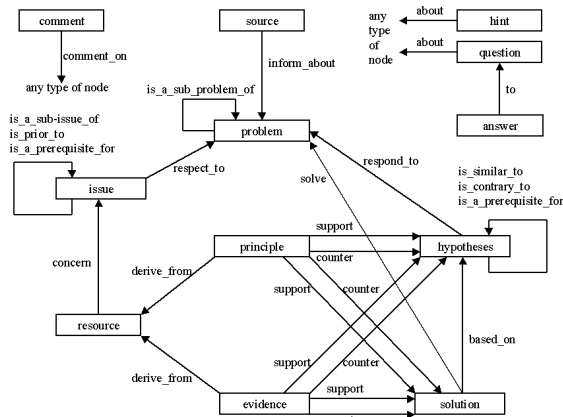 comment
source
any
type
of
node
about
hint
about
question
comment_on
inform_about
any type of node
is_a_sub_problem_of
to
is_a_sub-issue_of
is_prior_to
is_a_prerequisite_for
problem
answer
respect_to
respond_to
is_similar_to
is_contrary_to
is_a_prerequisite_for
issue
solve
support
principle
hypotheses
counter
concern
derive_from
support
counter
resource
based_on
support
counter
derive_from
support
evidence
solution